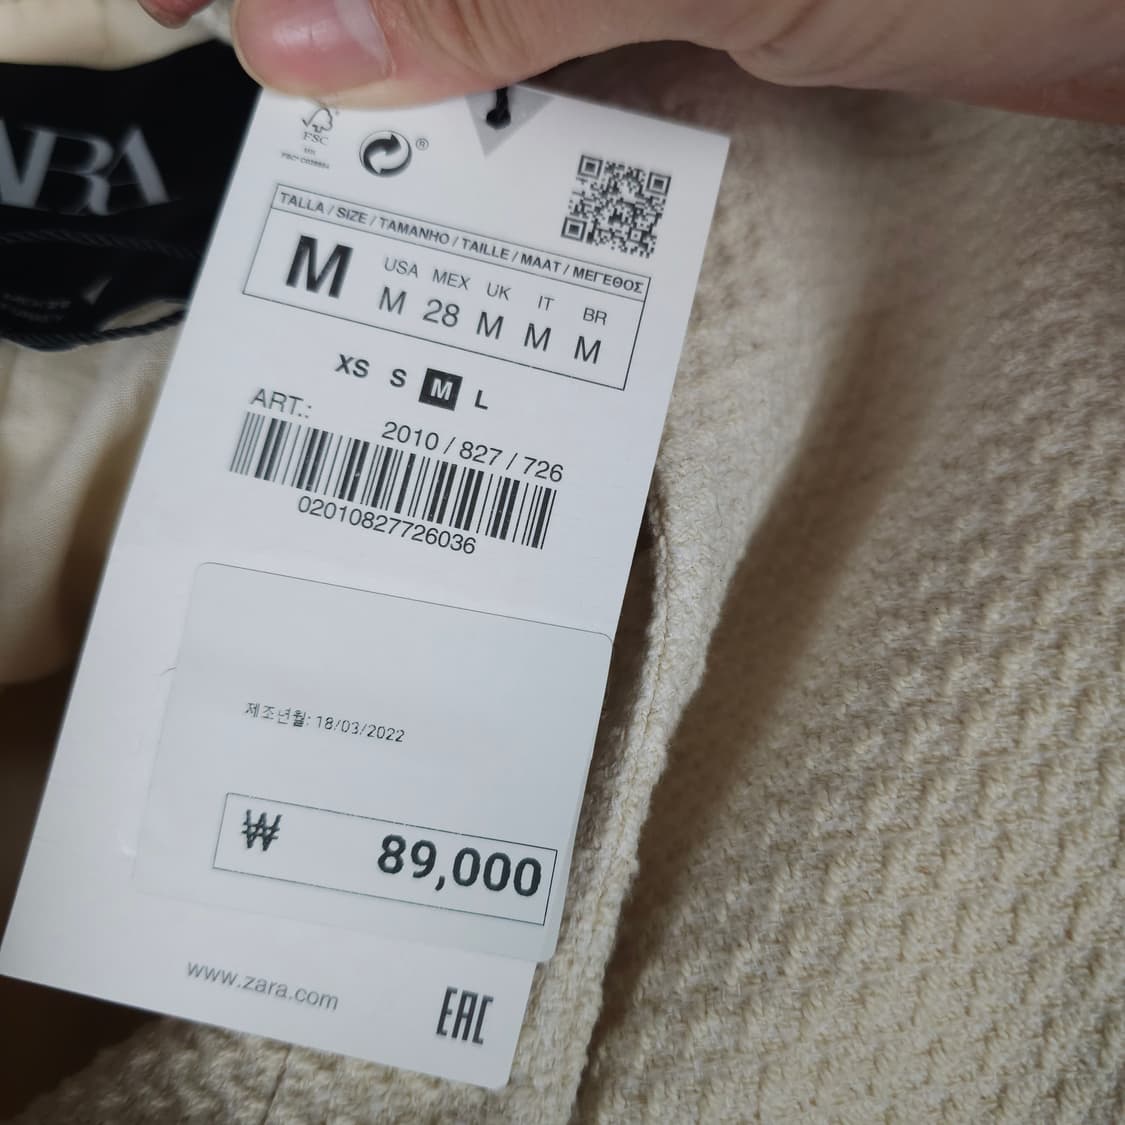 ARA
FSC
®
TALLA / SIZE / TAMANHO / TAILLE / MAAT / ΜΕΓΕΘΟΣ
M
USA MEX UK IT BR
M 28 M M M
XS S M L
ART.: 2010 / 827 / 726
02010827726036
제조년월: 18/03/2022
₩ 89,000
www.zara.com
EAC